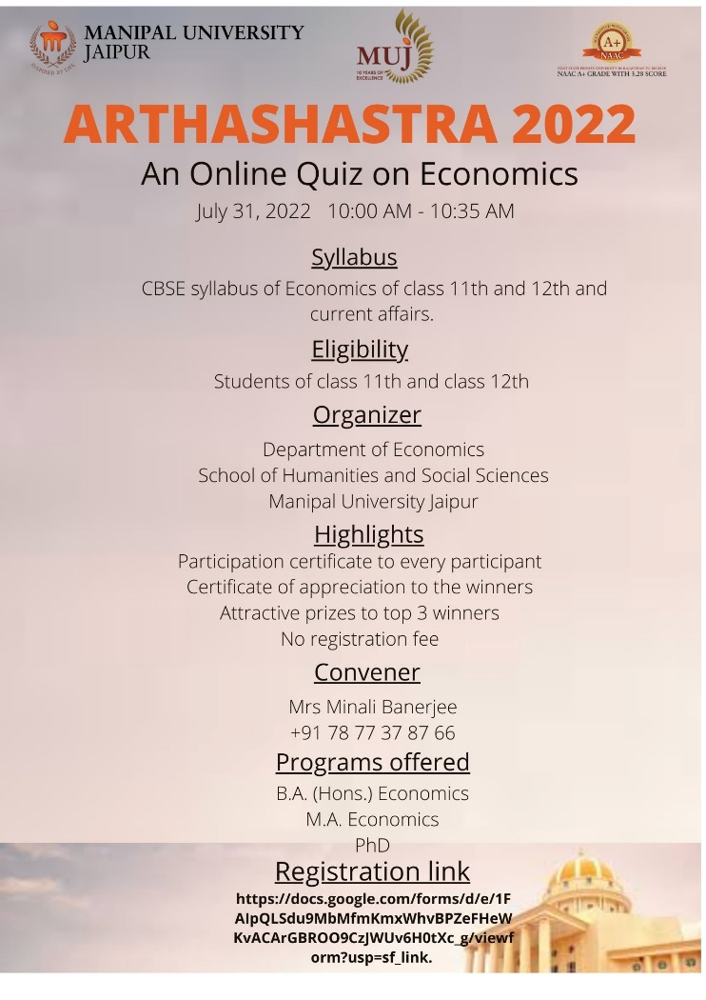 MANIPAL UNIVERSITY
JAIPUR
INSPIRED BY LIFE
MUJ
10 YEARS OF
EXCELLENCE
A+
NAAC
NAAC A+ GRADE WITH 3.28 SCORE
ARTHASHASTRA 2022
An Online Quiz on Economics
July 31, 2022 10:00 AM - 10:35 AM
Syllabus
CBSE syllabus of Economics of class 11th and 12th and
current affairs.
Eligibility
Students of class 11th and class 12th
Organizer
Department of Economics
School of Humanities and Social Sciences
Manipal University Jaipur
Highlights
Participation certificate to every participant
Certificate of appreciation to the winners
Attractive prizes to top 3 winners
No registration fee
Convener
Mrs Minali Banerjee
+91 78 77 37 87 66
Programs offered
B.A. (Hons.) Economics
M.A. Economics
PhD
Registration link
https://docs.google.com/forms/d/e/1F
AIpQLSdu9MbMfmKmxWhvBPZeFHeW
KvACArGBROO9CzJWUv6H0tXc_g/viewf
orm?usp=sf_link.